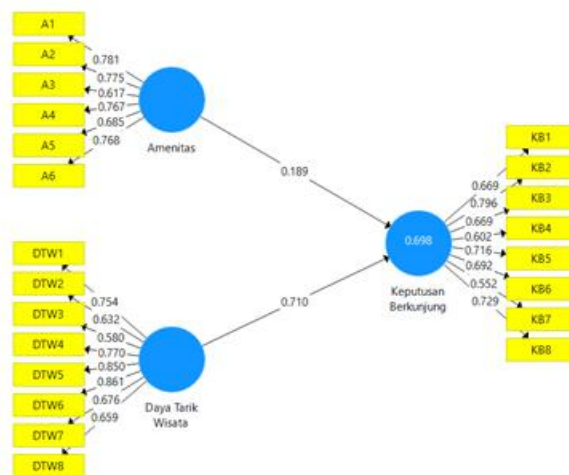 A1
A2
A3
A4
A5
A6
0.781
0.775
0.617
0.767
0.685
0.768
Amenitas
0.189
DTW1
DTW2
DTW3
DTW4
DTW5
DTW6
DTW7
DTW8
0.754
0.632
0.580
0.770
0.850
0.861
0.676
0.659
Daya Tarik
Wisata
0.710
0.698
Keputusan
Berkunjung
0.669
0.796
0.669
0.602
0.716
0.692
0.552
0.729
KB1
KB2
KB3
KB4
KB5
KB6
KB7
KB8